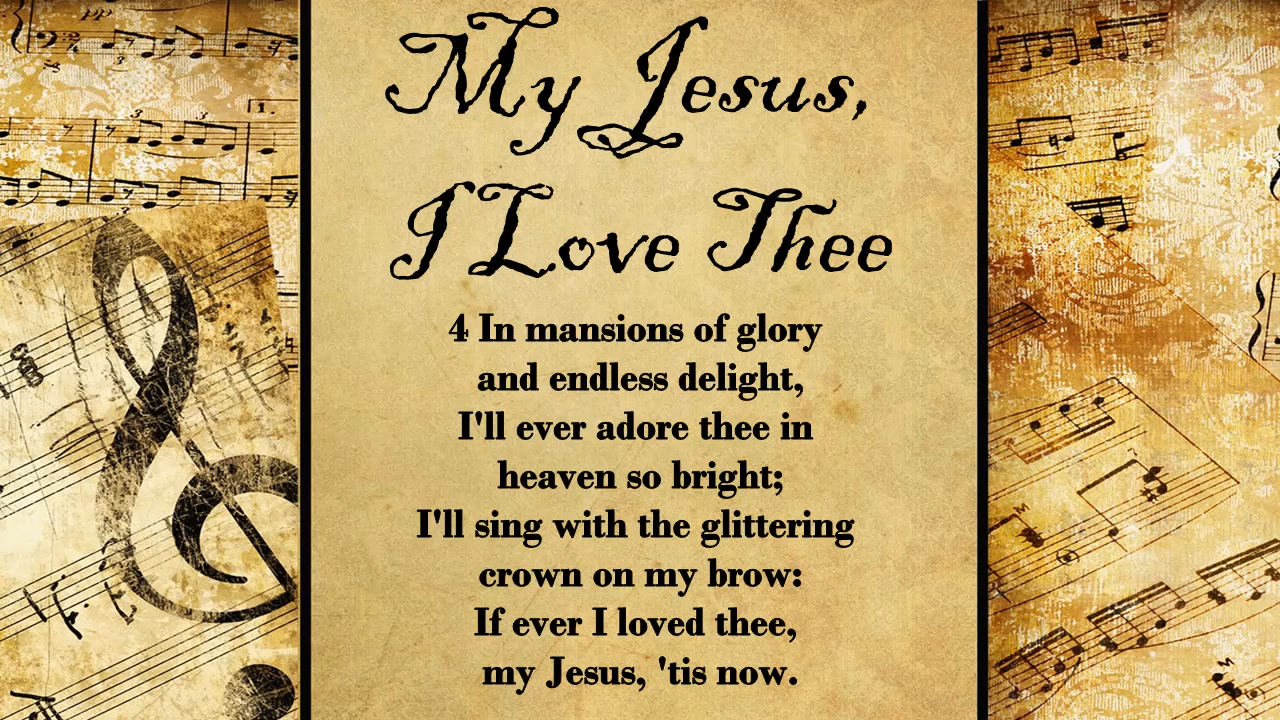 My Jesus,
I Love Thee
4 In mansions of glory
and endless delight,
I'll ever adore thee in
heaven so bright;
I'll sing with the glittering
crown on my brow:
If ever I loved thee,
my Jesus, 'tis now.